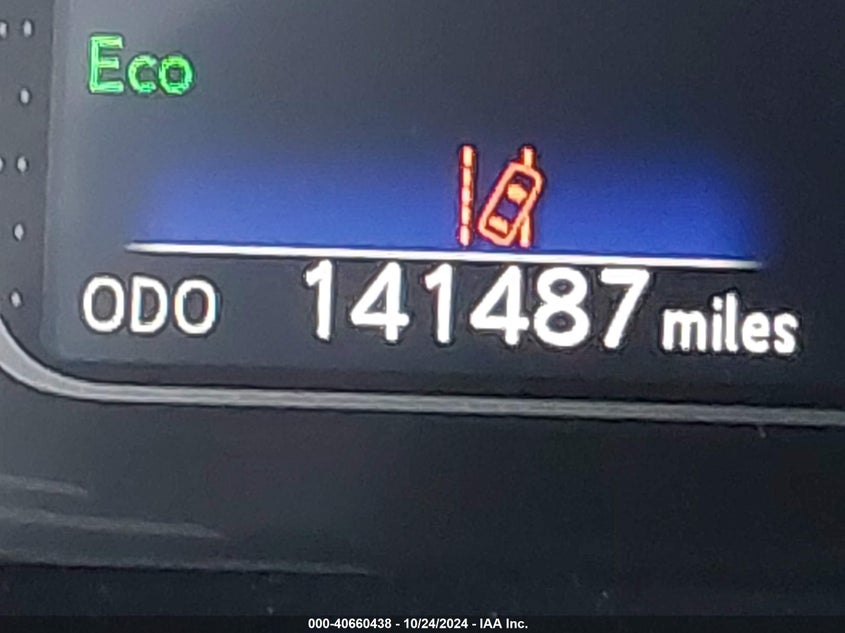 Eco
ODO 141487 miles
000-40660438 - 10/24/2024 - IAA Inc.